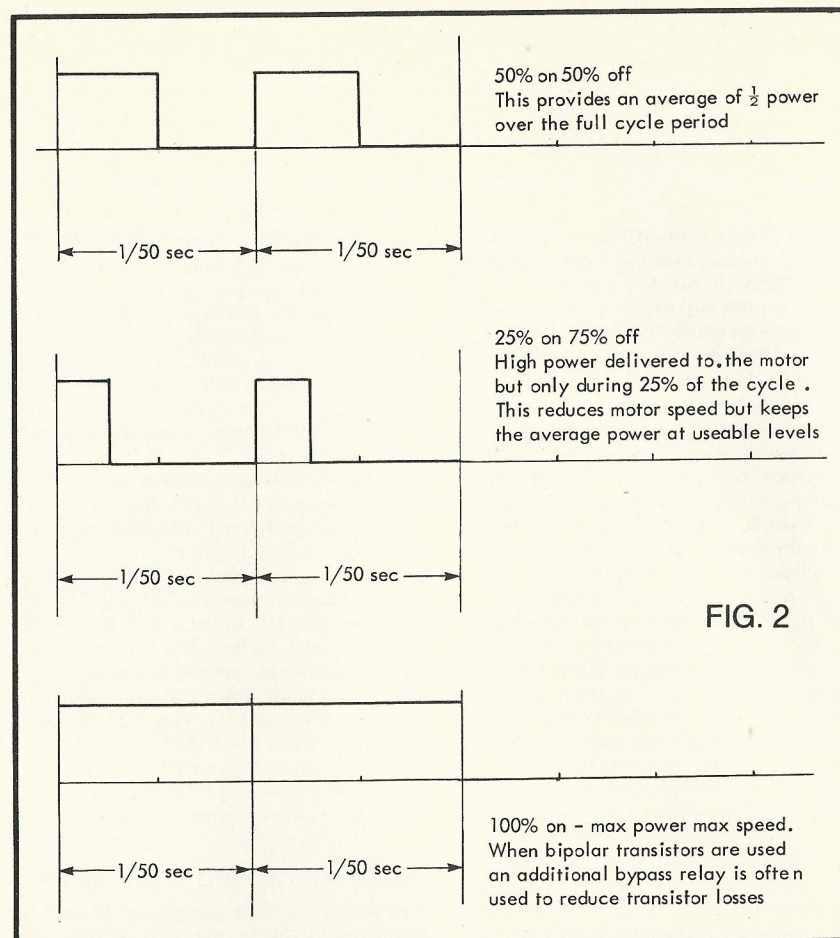 50% on 50% off
This provides an average of ½ power
over the full cycle period
1/50 sec
1/50 sec
25% on 75% off
High power delivered to.the motor
but only during 25% of the cycle .
This reduces motor speed but keeps
the average power at useable levels
1/50 sec
1/50 sec
FIG. 2
100% on - max power max speed.
When bipolar transistors are used
an additional bypass relay is often
used to reduce transistor losses
1/50 sec
1/50 sec